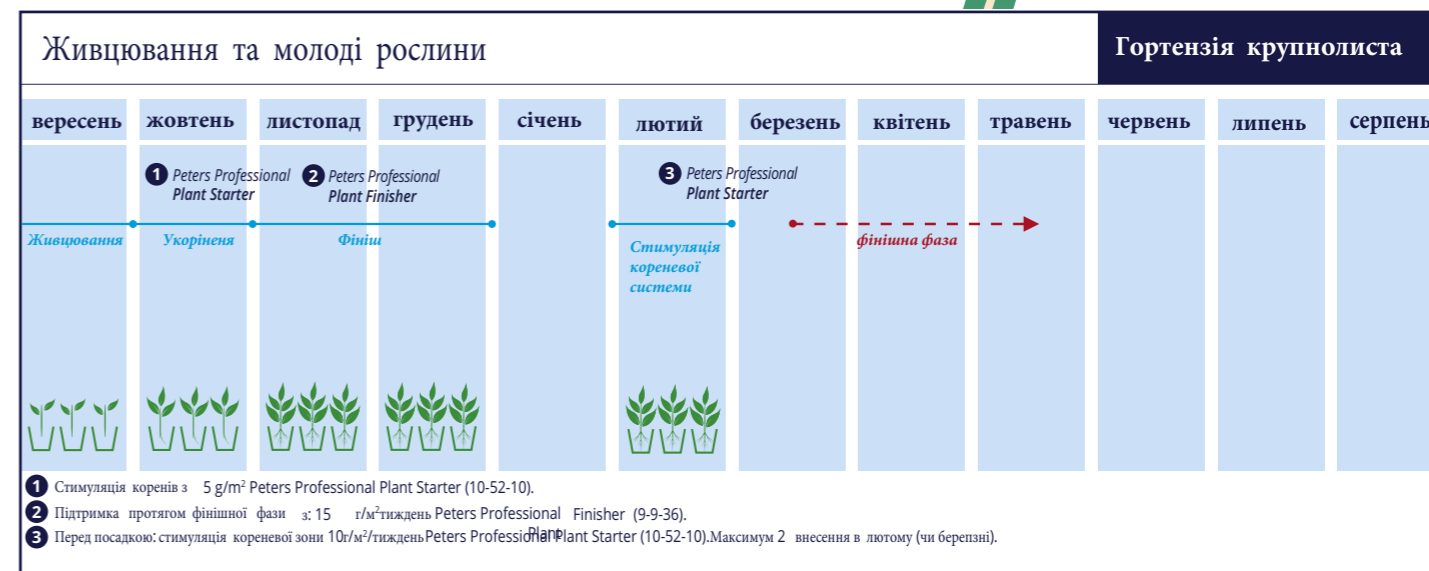 Живцювання та молоді рослини
Гортензія крупнолиста
вересень жовтень листопад грудень січень лютий березень квітень травень червень липень серпень
1 Peters Professional
Plant Starter
2 Peters Professional
Plant Finisher
3 Peters Professional
Plant Starter
Живцювання
Укоріненя
Фініш
Стимуляція
кореневої
системи
фінішна фаза
1 Стимуляція коренів з 5 g/m² Peters Professional Plant Starter (10-52-10).
2 Підтримка протягом фінішної фази з: 15 г/м²тиждень Peters Professional Finisher (9-9-36).
Plant
3 Перед посадкою: стимуляція кореневої зони 10г/м²/тиждень Peters Professional Plant Starter (10-52-10).Максимум 2 внесення в лютому (чи берепзні).